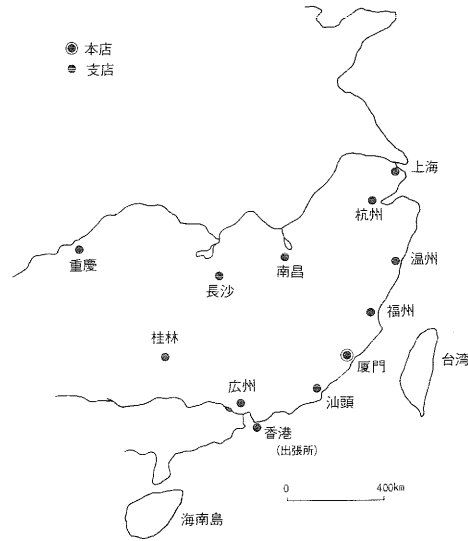 本店
支店
上海
杭州
重慶
南昌
温州
長沙
福州
桂林
厦門
台湾
広州
汕頭
香港
(出張所)
0 400km
海南島